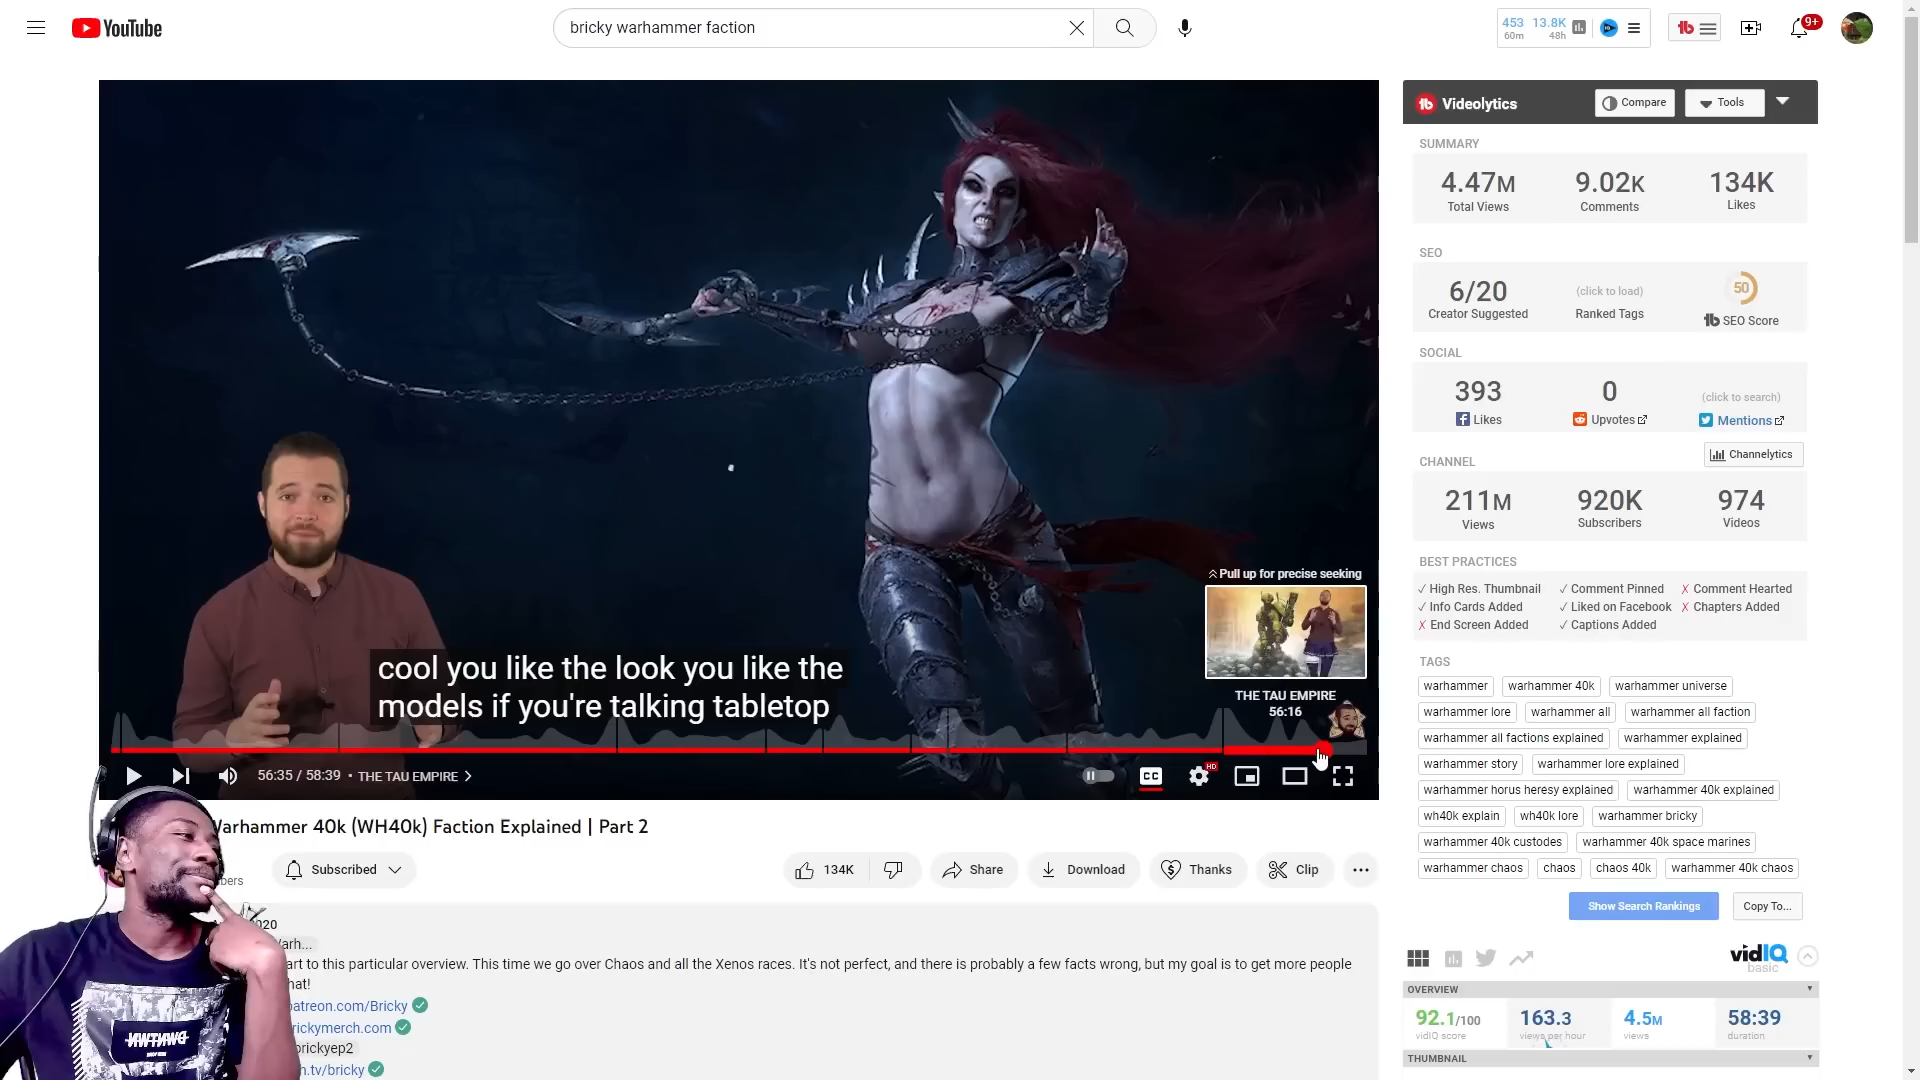 YouTube
bricky warhammer faction
453 13.8K
60m 48h
9+
Videolytics
Compare
Tools
SUMMARY
4.47M
Total Views
9.02K
Comments
134K
Likes
SEO
6/20
Creator Suggested
(click to load)
Ranked Tags
50
SEO Score
SOCIAL
393
Likes
0
Upvotes
(click to search)
Mentions
CHANNEL
Channelytics
211M
Views
920K
Subscribers
974
Videos
BEST PRACTICES
✓ High Res. Thumbnail ✓ Comment Pinned ✗ Comment Hearted
✓ Info Cards Added ✓ Liked on Facebook ✗ Chapters Added
✗ End Screen Added ✓ Captions Added
TAGS
warhammer warhammer 40k warhammer universe
warhammer lore warhammer all warhammer all faction
warhammer all factions explained warhammer explained
warhammer story warhammer lore explained
warhammer horus heresy explained warhammer 40k explained
wh40k explain wh40k lore warhammer bricky
warhammer 40k custodes warhammer 40k space marines
warhammer chaos chaos chaos 40k warhammer 40k chaos
Show Search Rankings
Copy To...
vidIQ
basic
OVERVIEW
92.1/100
vidIQ score
163.3
views per hour
4.5M
views
58:39
duration
THUMBNAIL
Pull up for precise seeking
THE TAU EMPIRE
56:16
cool you like the look you like the
models if you're talking tabletop
56:35 / 58:39 • THE TAU EMPIRE
CC
HD
Warhammer 40k (WH40k) Faction Explained | Part 2
Subscribed
134K
Share
Download
Thanks
Clip
art to this particular overview. This time we go over Chaos and all the Xenos races. It's not perfect, and there is probably a few facts wrong, but my goal is to get more people
hat!
patreon.com/Bricky
rickymerch.com
brickyep2
n.tv/bricky